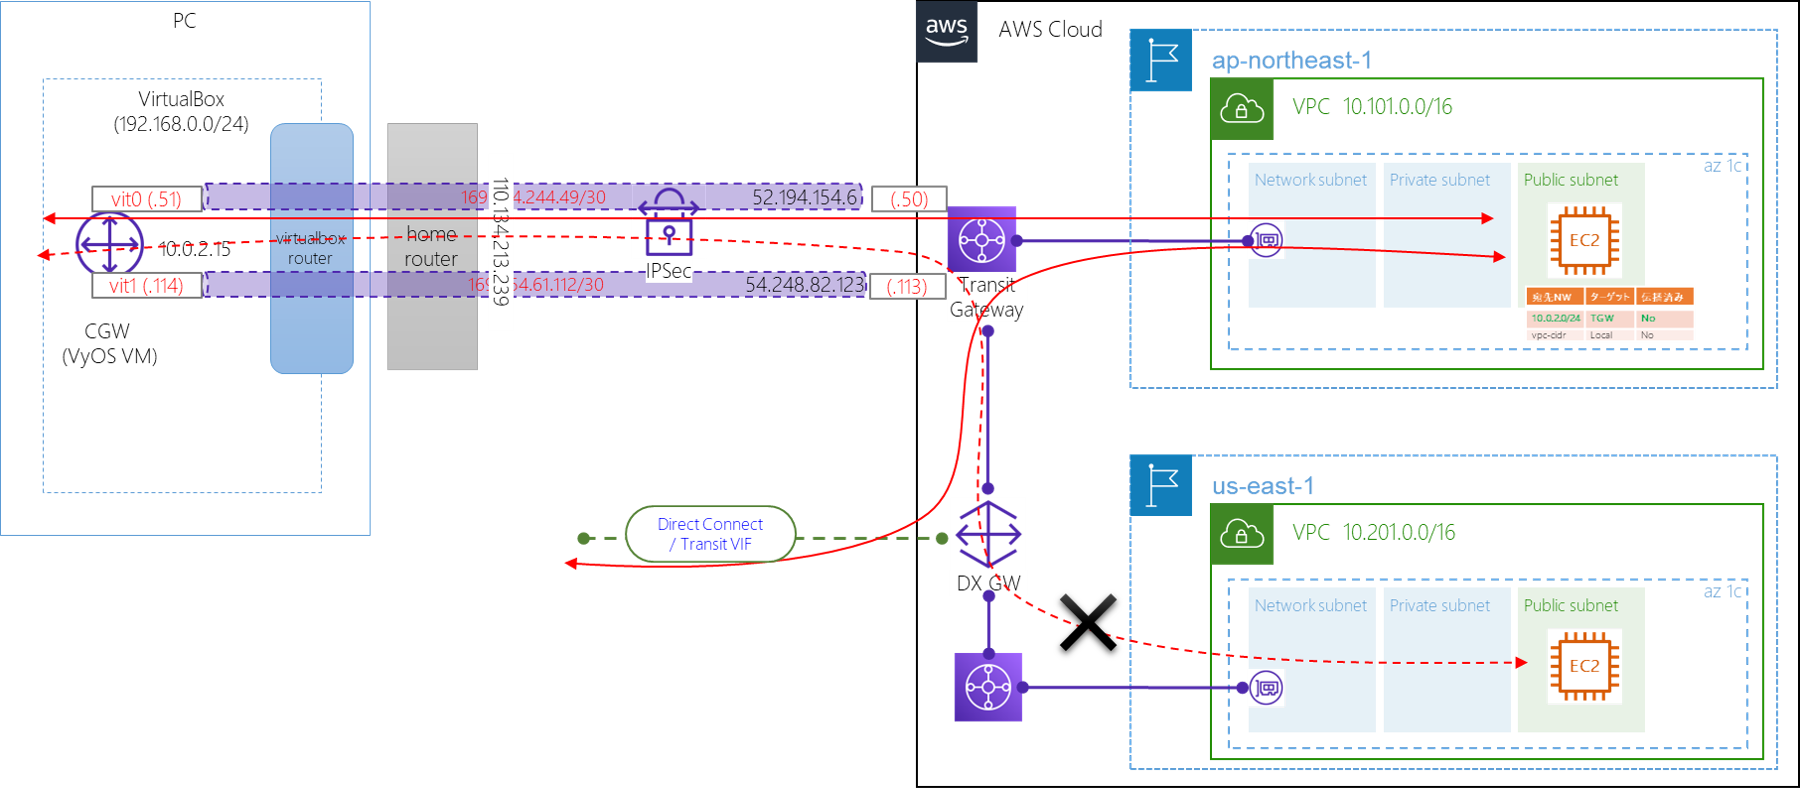 PC
VirtualBox
(192.168.0.0/24)
vit0 (.51)
10.0.2.15
vit1 (.114)
CGW
(VyOS VM)
virtualbox
router
home
router
110.134.213.239
4.244.49/30
52.194.154.6
(.50)
IPSec
64.61.112/30
54.248.82.123
(.113)
Direct Connect
/ Transit VIF
aws
AWS Cloud
Transit
Gateway
DX GW
ap-northeast-1
VPC 10.101.0.0/16
az 1c
Network subnet
Private subnet
Public subnet
EC2
宛先NW ターゲット 伝播済み
10.0.2.0/24 TGW No
vpc-cidr Local No
us-east-1
VPC 10.201.0.0/16
az 1c
Network subnet
Private subnet
Public subnet
EC2